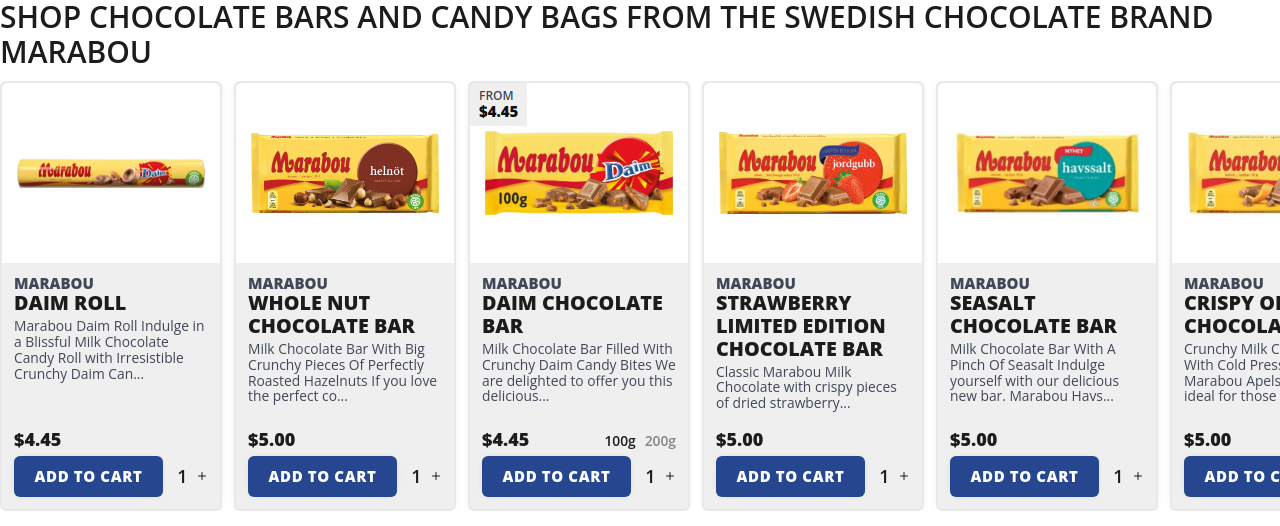 SHOP CHOCOLATE BARS AND CANDY BAGS FROM THE SWEDISH CHOCOLATE BRAND
MARABOU
Marabou
Daim
MARABOU
DAIM ROLL
Marabou Daim Roll Indulge in
a Blissful Milk Chocolate
Candy Roll with Irresistible
Crunchy Daim Can...
$4.45
ADD TO CART 1 +
Marabou
helnöt
MARABOU
WHOLE NUT
CHOCOLATE BAR
Milk Chocolate Bar With Big
Crunchy Pieces Of Perfectly
Roasted Hazelnuts If you love
the perfect co...
$5.00
ADD TO CART 1 +
FROM
$4.45
Marabou
Daim
100g
MARABOU
DAIM CHOCOLATE
BAR
Milk Chocolate Bar Filled With
Crunchy Daim Candy Bites We
are delighted to offer you this
delicious...
$4.45 100g 200g
ADD TO CART 1 +
Marabou
jordgubb
MARABOU
STRAWBERRY
LIMITED EDITION
CHOCOLATE BAR
Classic Marabou Milk
Chocolate with crispy pieces
of dried strawberry...
$5.00
ADD TO CART 1 +
Marabou
NYHET
havssalt
MARABOU
SEASALT
CHOCOLATE BAR
Milk Chocolate Bar With A
Pinch Of Seasalt Indulge
yourself with our delicious
new bar. Marabou Havs...
$5.00
ADD TO CART 1 +
MARABOU
CRISPY
CHOCOLA
Crunchy Milk C
With Cold Press
Marabou Apels
ideal for those
$5.00
ADD TO C